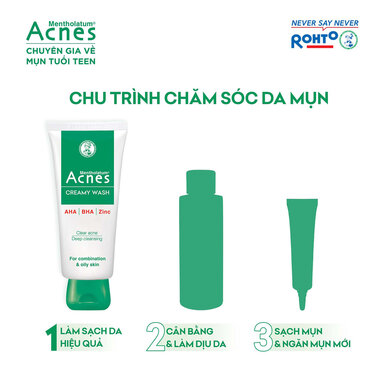 Mentholatum®
Acnes
CHUYÊN GIA VỀ
MỤN TUỔI TEEN
NEVER SAY NEVER
ROHTO
CHU TRÌNH CHĂM SÓC DA MỤN
Mentholatum®
Acnes
CREAMY WASH
AHA | BHA | Zinc
Clear acne
Deep cleansing
For combination
& oily skin
1 LÀM SẠCH DA
HIỆU QUẢ
2 CÂN BẰNG
& LÀM DỊU DA
3 SẠCH MỤN
& NGĂN MỤN MỚI